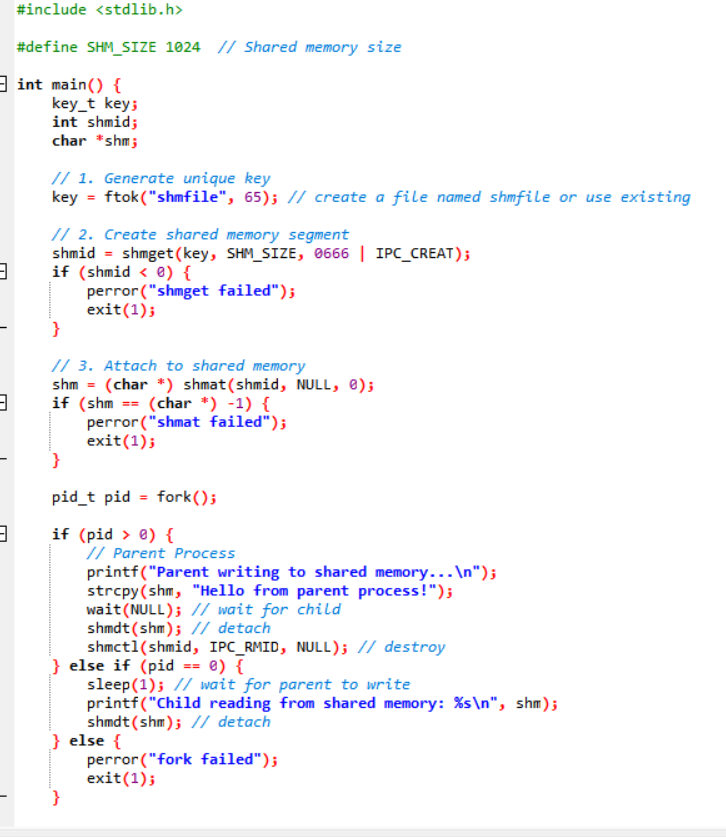 #include <stdlib.h>
#define SHM_SIZE 1024  // Shared memory size
int main() {
    key_t key;
    int shmid;
    char *shm;
    // 1. Generate unique key
    key = ftok("shmfile", 65); // create a file named shmfile or use existing
    // 2. Create shared memory segment
    shmid = shmget(key, SHM_SIZE, 0666 | IPC_CREAT);
    if (shmid < 0) {
        perror("shmget failed");
        exit(1);
    }
    // 3. Attach to shared memory
    shm = (char *) shmat(shmid, NULL, 0);
    if (shm == (char *) -1) {
        perror("shmat failed");
        exit(1);
    }
    pid_t pid = fork();
    if (pid > 0) {
        // Parent Process
        printf("Parent writing to shared memory...\n");
        strcpy(shm, "Hello from parent process!");
        wait(NULL); // wait for child
        shmdt(shm); // detach
        shmctl(shmid, IPC_RMID, NULL); // destroy
    } else if (pid == 0) {
        sleep(1); // wait for parent to write
        printf("Child reading from shared memory: %s\n", shm);
        shmdt(shm); // detach
    } else {
        perror("fork failed");
        exit(1);
    }